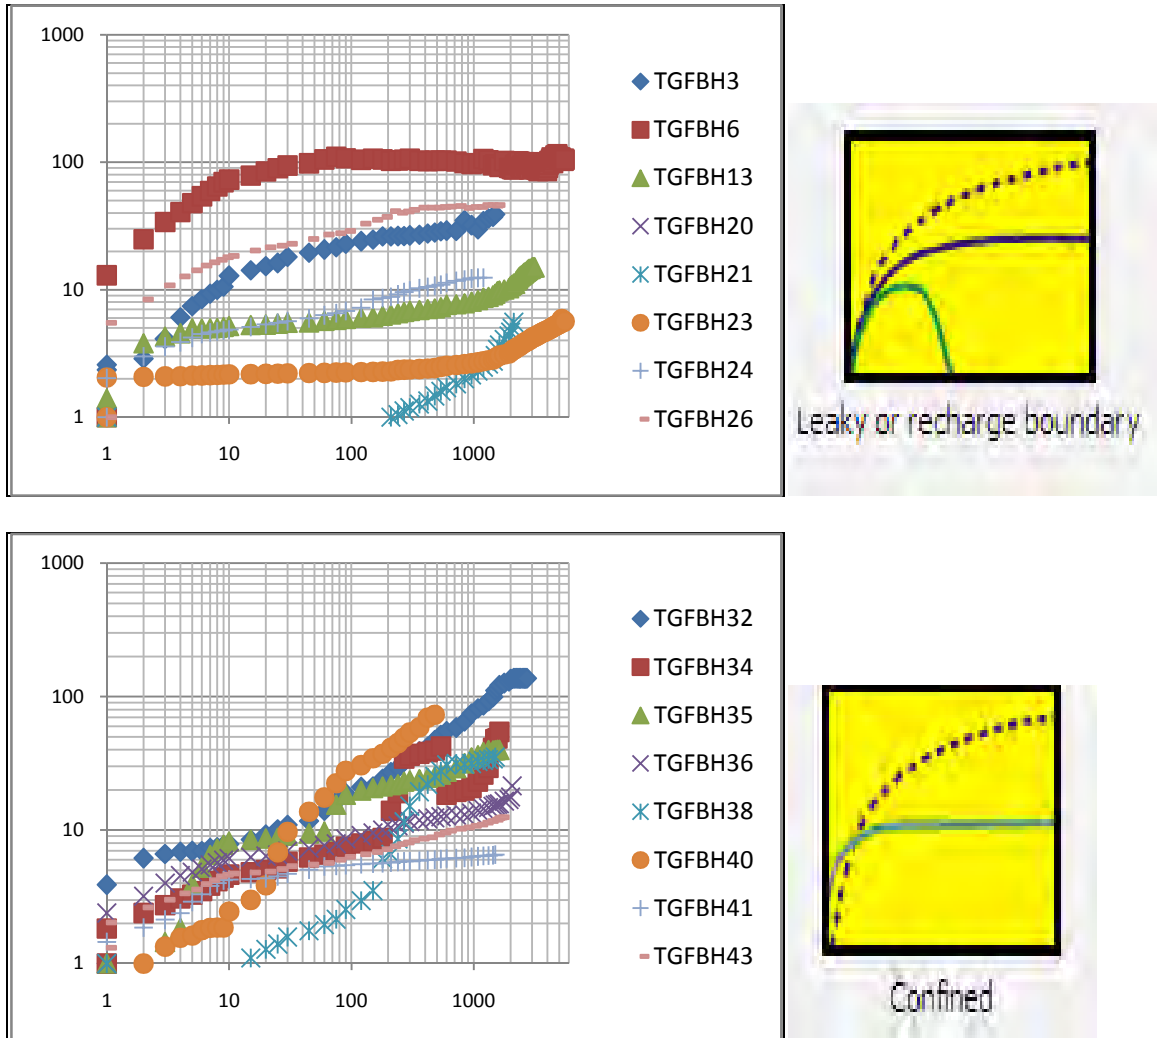 1000
100
10
1
1 10 100 1000
TGFBH3
TGFBH6
TGFBH13
TGFBH20
TGFBH21
TGFBH23
TGFBH24
TGFBH26
Leaky or recharge boundary
1000
100
10
1
1 10 100 1000
TGFBH32
TGFBH34
TGFBH35
TGFBH36
TGFBH38
TGFBH40
TGFBH41
TGFBH43
Confined